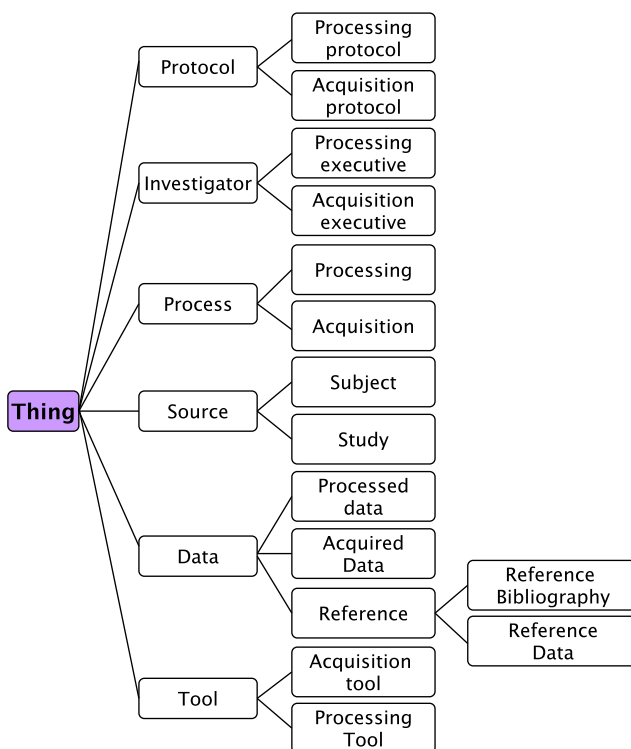 Thing
Protocol
Processing
protocol
Acquisition
protocol
Investigator
Processing
executive
Acquisition
executive
Process
Processing
Acquisition
Source
Subject
Study
Data
Processed
data
Acquired
Data
Reference
Reference
Bibliography
Reference
Data
Tool
Acquisition
tool
Processing
Tool